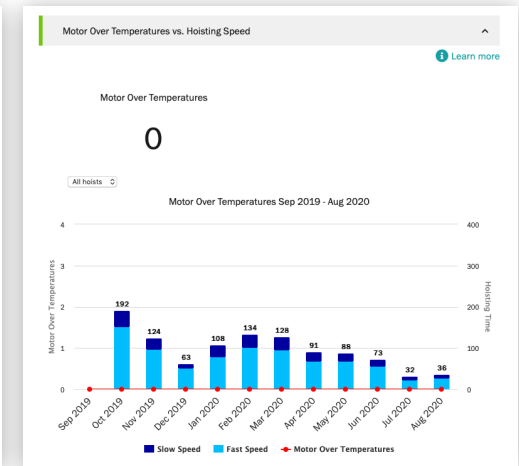 Motor Over Temperatures vs. Hoisting Speed
i Learn more
Motor Over Temperatures
0
All hoists
Motor Over Temperatures Sep 2019 - Aug 2020
4 400
3 300
2 200
1 100
0 0
Motor Over Temperatures
Hoisting Time
192
124
63
108
134
128
91
88
73
32
36
Sep 2019
Oct 2019
Nov 2019
Dec 2019
Jan 2020
Feb 2020
Mar 2020
Apr 2020
May 2020
Jun 2020
Jul 2020
Aug 2020
Slow Speed Fast Speed Motor Over Temperatures